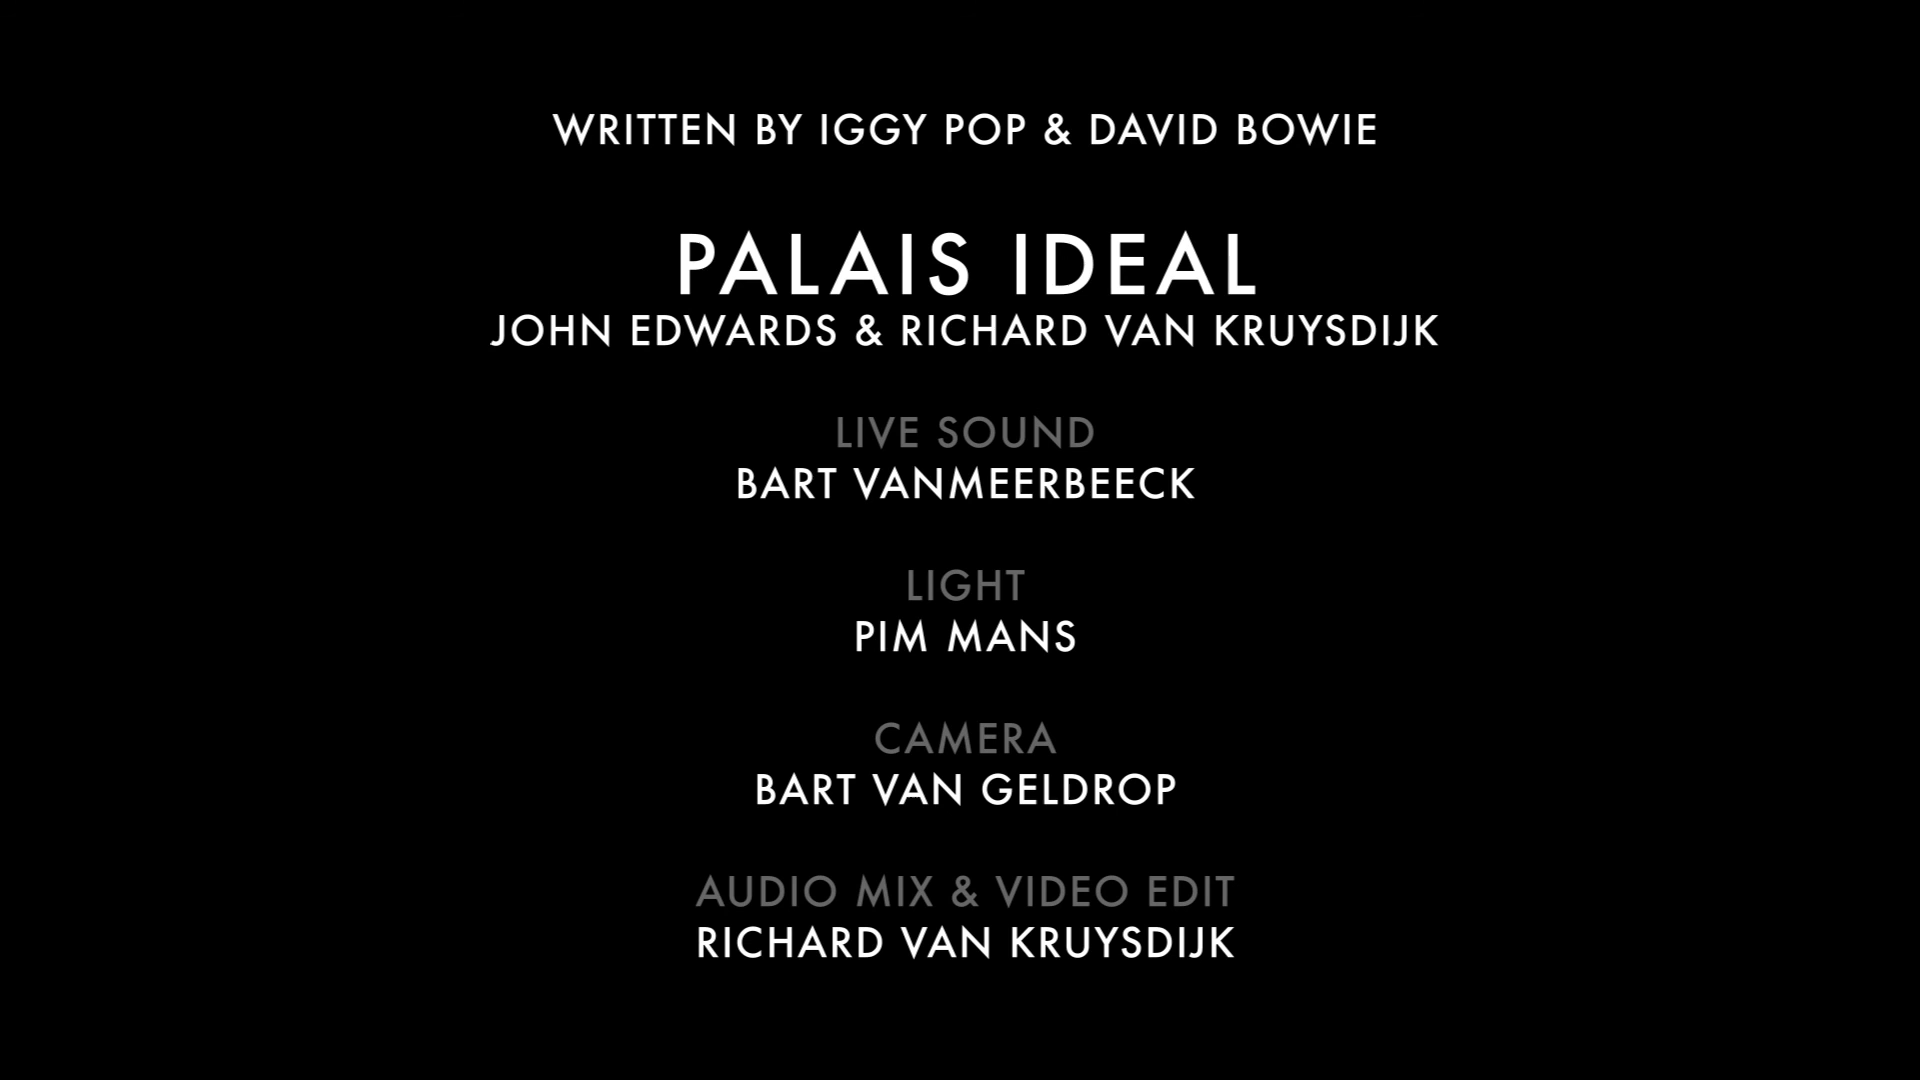 WRITTEN BY IGGY POP & DAVID BOWIE
PALAIS IDEAL
JOHN EDWARDS & RICHARD VAN KRUYSDIJK
LIVE SOUND
BART VANMEERBEECK
LIGHT
PIM MANS
CAMERA
BART VAN GELDROP
AUDIO MIX & VIDEO EDIT
RICHARD VAN KRUYSDIJK